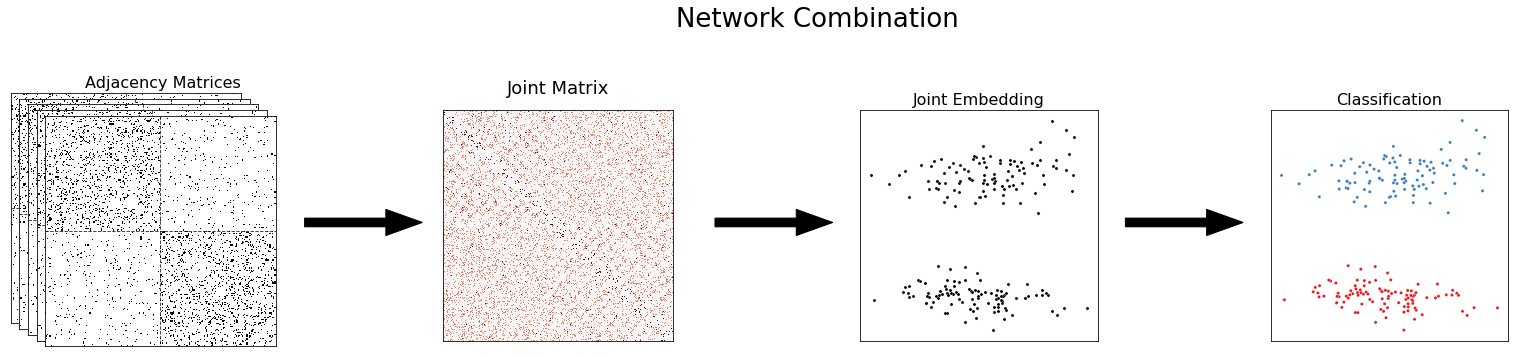 Network Combination
Adjacency Matrices
Joint Matrix
Joint Embedding
Classification